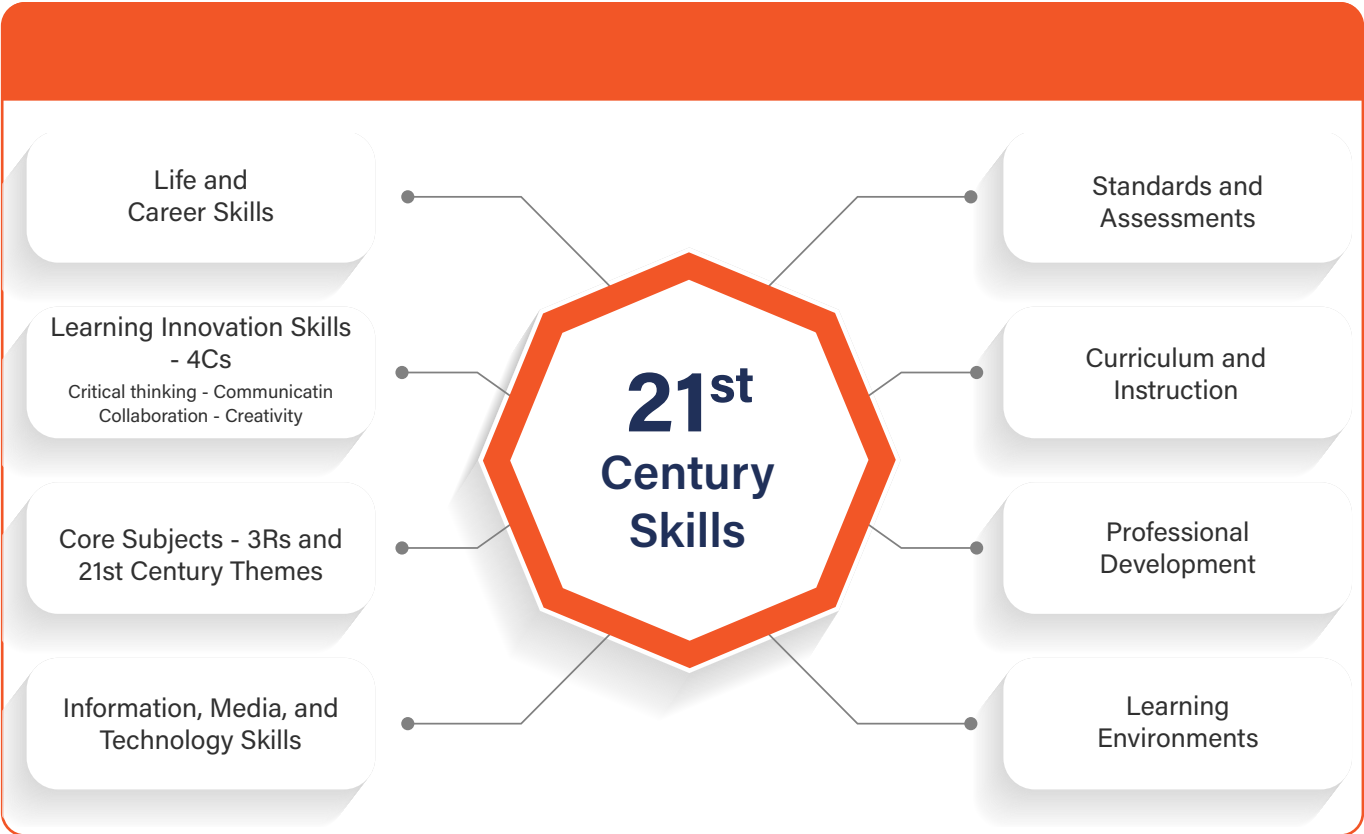 Life and
Career Skills
Learning Innovation Skills
- 4Cs
Critical thinking - Communicatin
Collaboration - Creativity
Core Subjects - 3Rs and
21st Century Themes
Information, Media, and
Technology Skills
21st
Century
Skills
Standards and
Assessments
Curriculum and
Instruction
Professional
Development
Learning
Environments